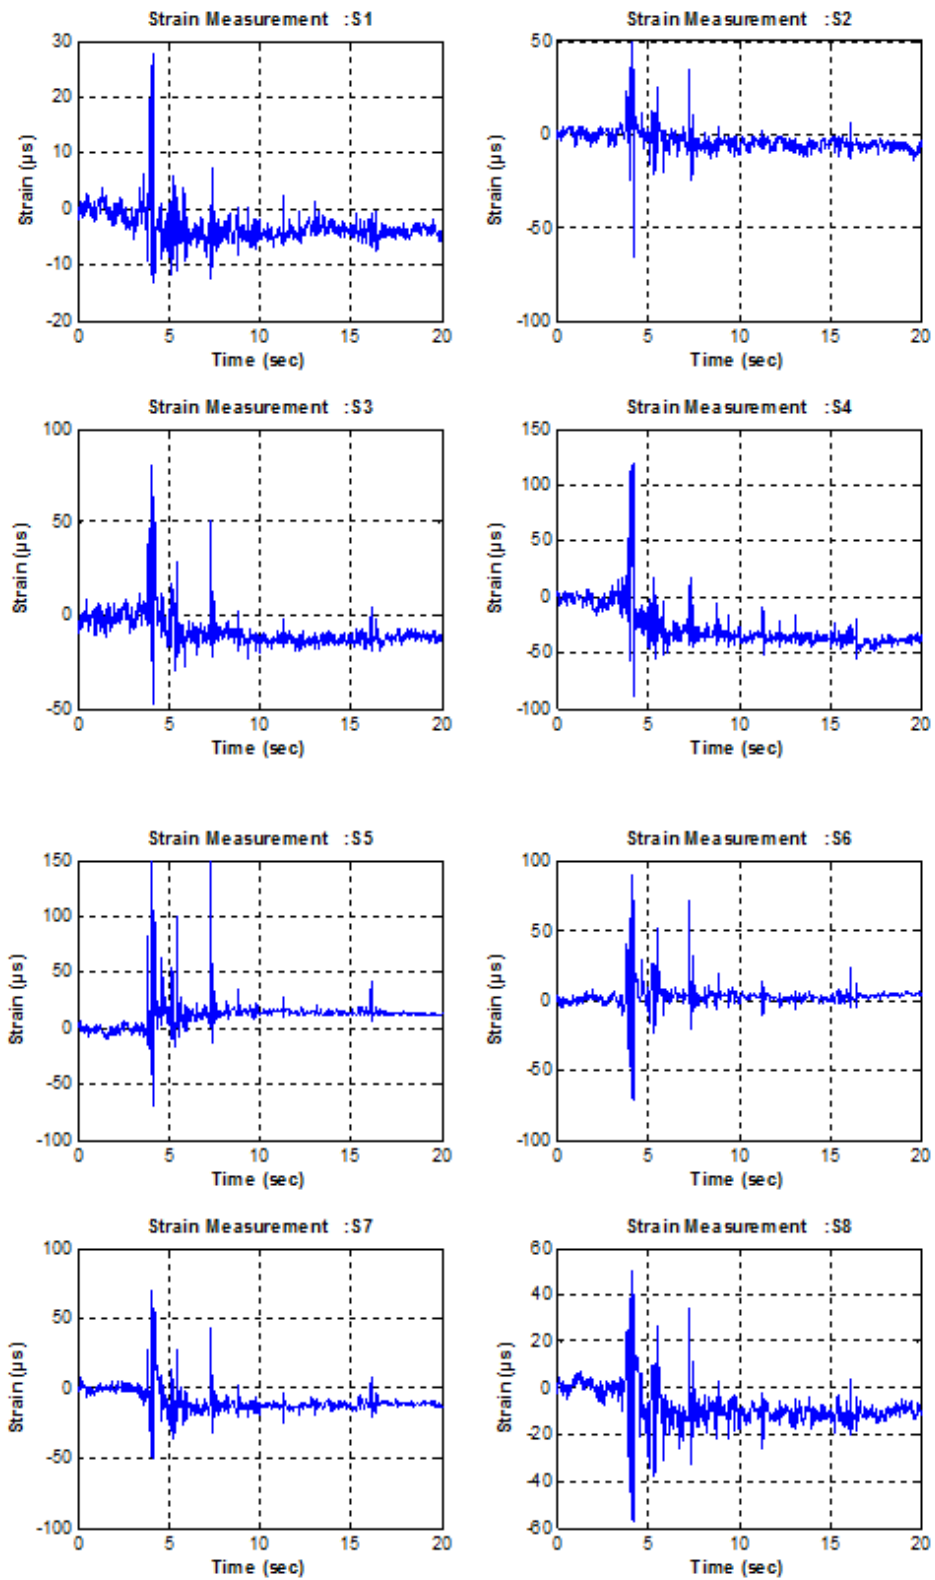 Strain Measurement :S1
30
20
10
0
-10
-20
Strain (µs)
0 5 10 15 20
Time (sec)
Strain Measurement :S2
50
0
-50
-100
Strain (µs)
0 5 10 15 20
Time (sec)
Strain Measurement :S3
100
50
0
-50
Strain (µs)
0 5 10 15 20
Time (sec)
Strain Measurement :S4
150
100
50
0
-50
-100
Strain (µs)
0 5 10 15 20
Time (sec)
Strain Measurement :S5
150
100
50
0
-50
-100
Strain (µs)
0 5 10 15 20
Time (sec)
Strain Measurement :S6
100
50
0
-50
-100
Strain (µs)
0 5 10 15 20
Time (sec)
Strain Measurement :S7
100
50
0
-50
-100
Strain (µs)
0 5 10 15 20
Time (sec)
Strain Measurement :S8
60
40
20
0
-20
-40
-60
Strain (µs)
0 5 10 15 20
Time (sec)